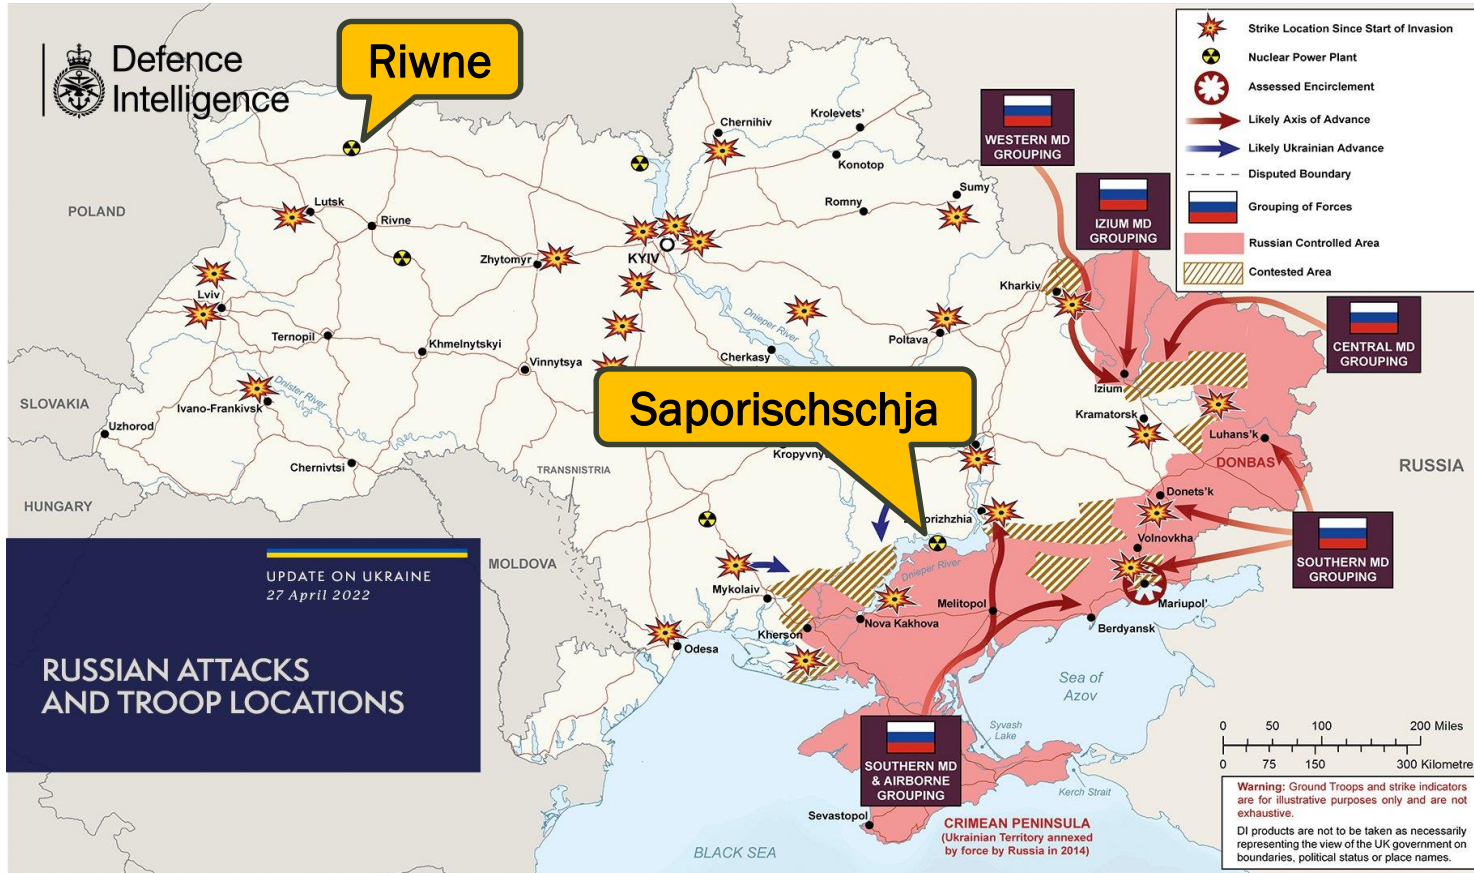 Defence
Intelligence
Riwne
Strike Location Since Start of Invasion
Nuclear Power Plant
Assessed Encirclement
Likely Axis of Advance
Likely Ukrainian Advance
Disputed Boundary
Grouping of Forces
Russian Controlled Area
Contested Area
WESTERN MD
GROUPING
IZIUM MD
GROUPING
CENTRAL MD
GROUPING
SOUTHERN MD
GROUPING
SOUTHERN MD
& AIRBORNE
GROUPING
POLAND
SLOVAKIA
HUNGARY
MOLDOVA
TRANSNISTRIA
RUSSIA
Chernihiv
Krolevets'
Konotop
Sumy
Romny
Lutsk
Rivne
Zhytomyr
KYIV
Kharkiv
Lviv
Ternopil
Khmelnytskyi
Vinnytsya
Dnieper River
Cherkasy
Poltava
Izium
Dnister River
Ivano-Frankivsk
Uzhorod
Chernivtsi
Saporischschja
Kramatorsk
Luhans'k
DONBAS
Donets'k
Volnovkha
Mariupol'
Berdyansk
Dnieper River
Melitopol
Mykolaiv
Kherson
Nova Kakhova
Odesa
Sea of
Azov
Syvash
Lake
Kerch Strait
Sevastopol
CRIMEAN PENINSULA
(Ukrainian Territory annexed
by force by Russia in 2014)
BLACK SEA
UPDATE ON UKRAINE
27 April 2022
RUSSIAN ATTACKS
AND TROOP LOCATIONS
0 50 100 200 Miles
0 75 150 300 Kilometre
Warning: Ground Troops and strike indicators
are for illustrative purposes only and are not
exhaustive.
DI products are not to be taken as necessarily
representing the view of the UK government on
boundaries, political status or place names.